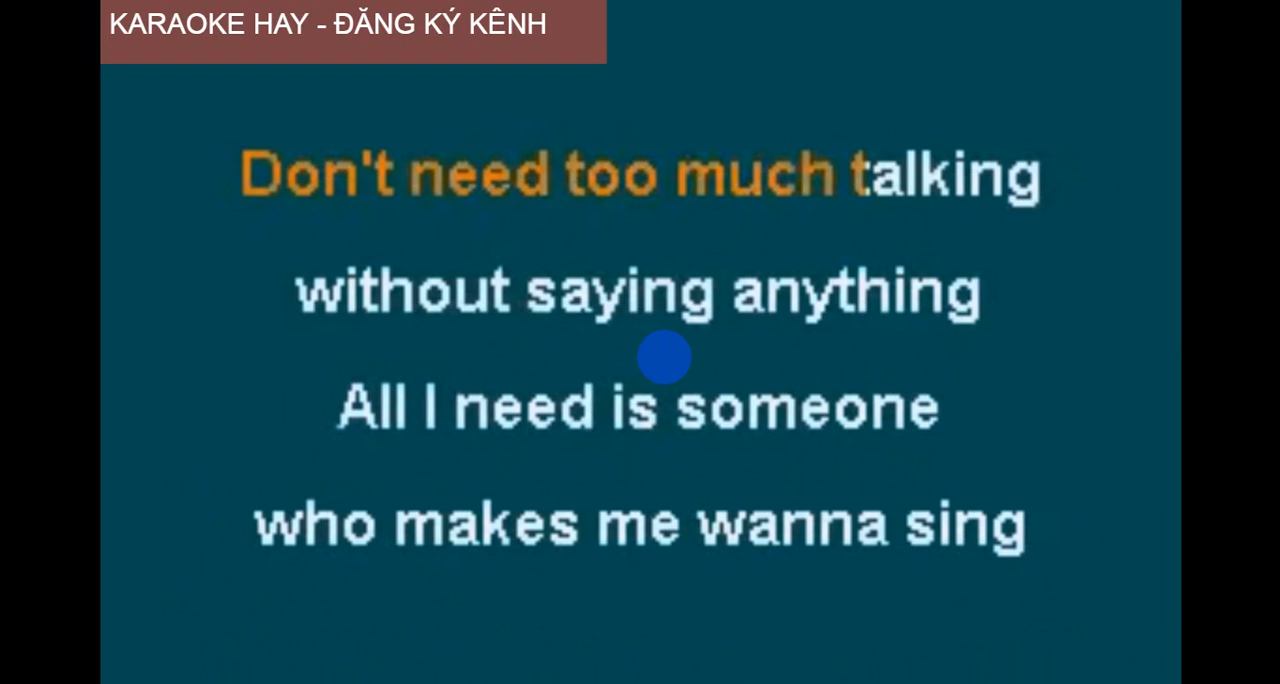 KARAOKE HAY - ĐĂNG KÝ KÊNH
Don't need too much talking
without saying anything
All I need is someone
who makes me wanna sing